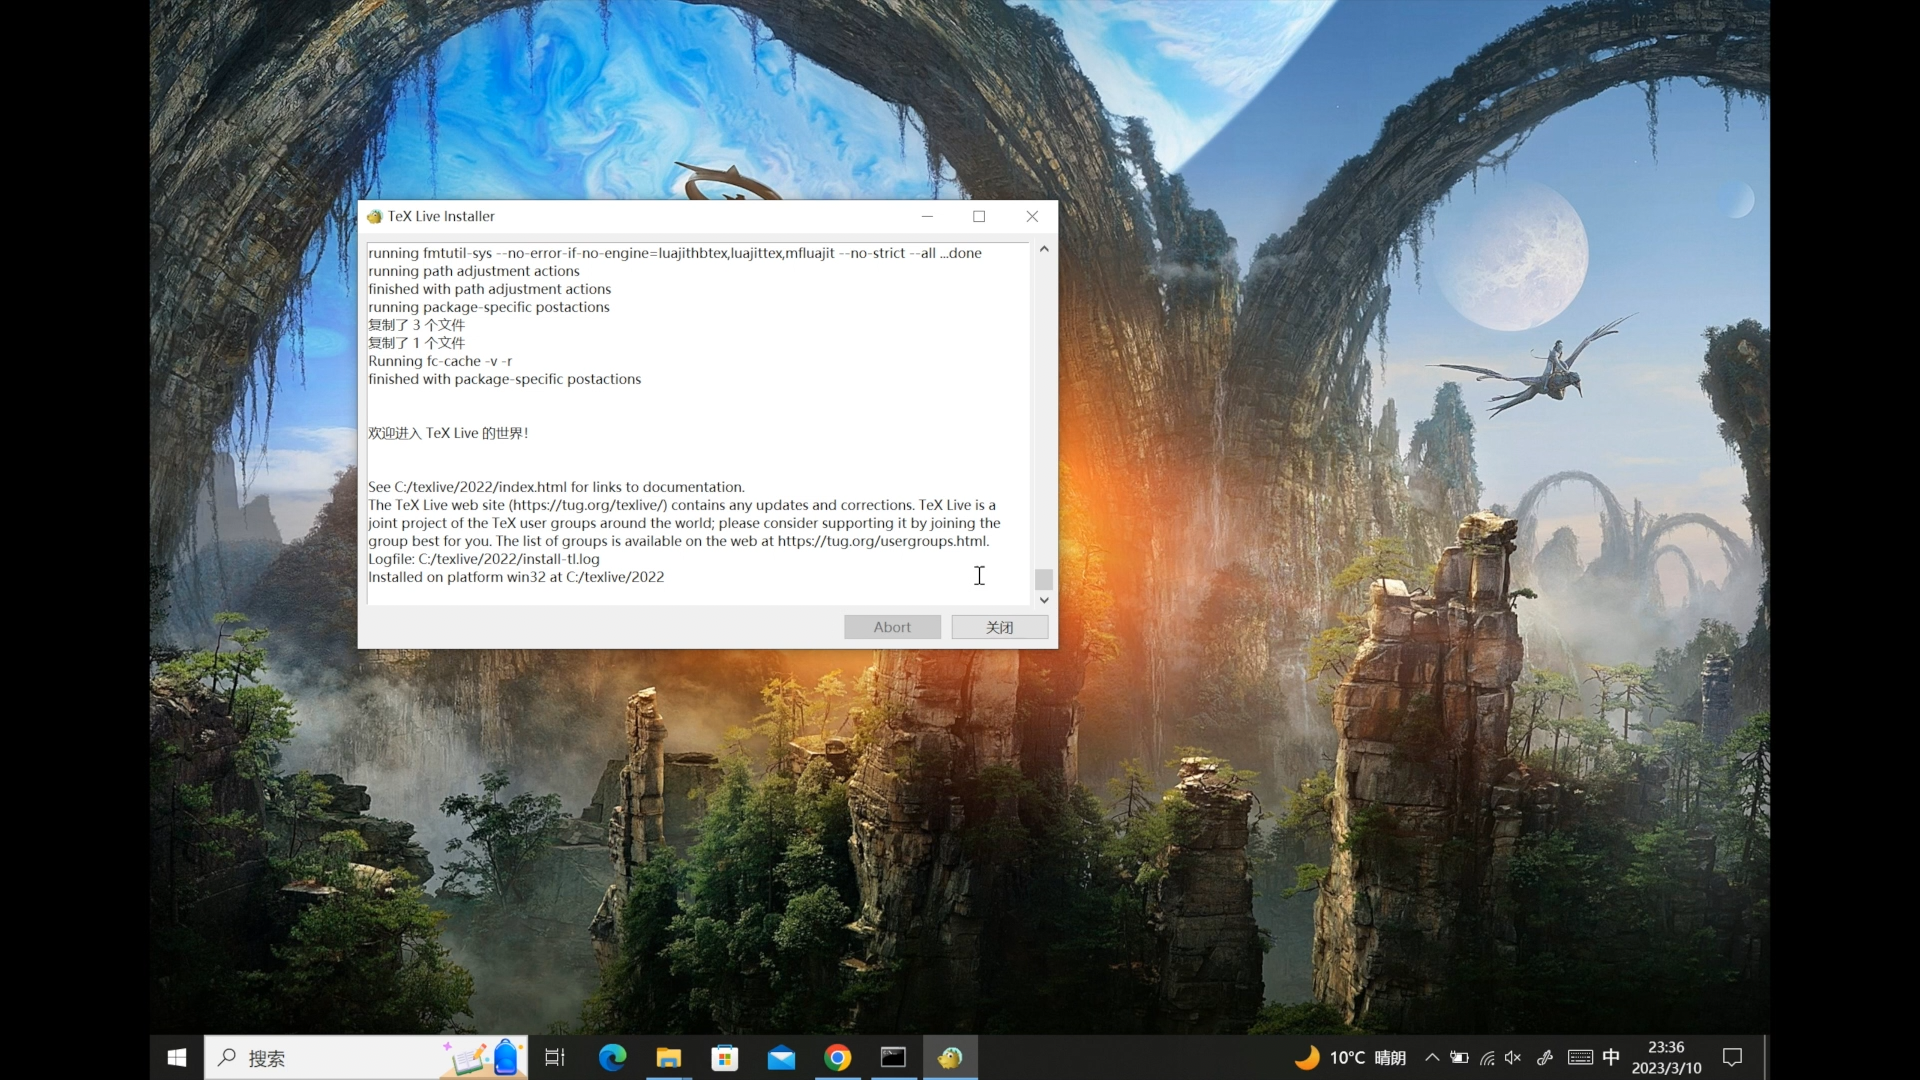 TeX Live Installer
running fmtutil-sys --no-error-if-no-engine=luajithbtex,luajittex,mfluajit --no-strict --all ...done
running path adjustment actions
finished with path adjustment actions
running package-specific postactions
复制了 3 个文件
复制了 1 个文件
Running fc-cache -v -r
finished with package-specific postactions
欢迎进入 TeX Live 的世界！
See C:/texlive/2022/index.html for links to documentation.
The TeX Live web site (https://tug.org/texlive/) contains any updates and corrections. TeX Live is a
joint project of the TeX user groups around the world; please consider supporting it by joining the
group best for you. The list of groups is available on the web at https://tug.org/usergroups.html.
Logfile: C:/texlive/2022/install-tl.log
Installed on platform win32 at C:/texlive/2022
Abort
关闭
搜索
10°C 晴朗
中
23:36
2023/3/10